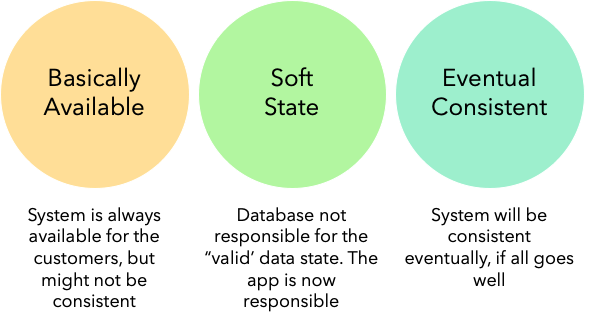 Basically
Available
Soft
State
Eventual
Consistent
System is always
available for the
customers, but
might not be
consistent
Database not
responsible for the
“valid’ data state. The
app is now
responsible
System will be
consistent
eventually, if all goes
well